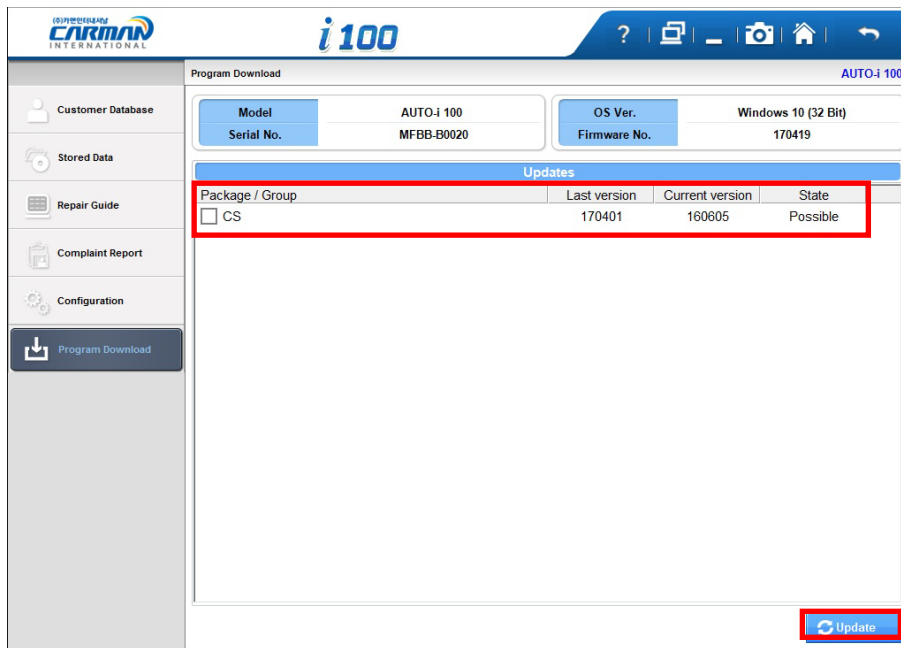 (주)카맨인터내셔날
CARMAN
INTERNATIONAL
i 100
?
Program Download
AUTO-i 100
Customer Database
Stored Data
Repair Guide
Complaint Report
Configuration
Program Download
Model AUTO-i 100 OS Ver. Windows 10 (32 Bit)
Serial No. MFBB-B0020 Firmware No. 170419
Updates
Package / Group Last version Current version State
CS 170401 160605 Possible
Update